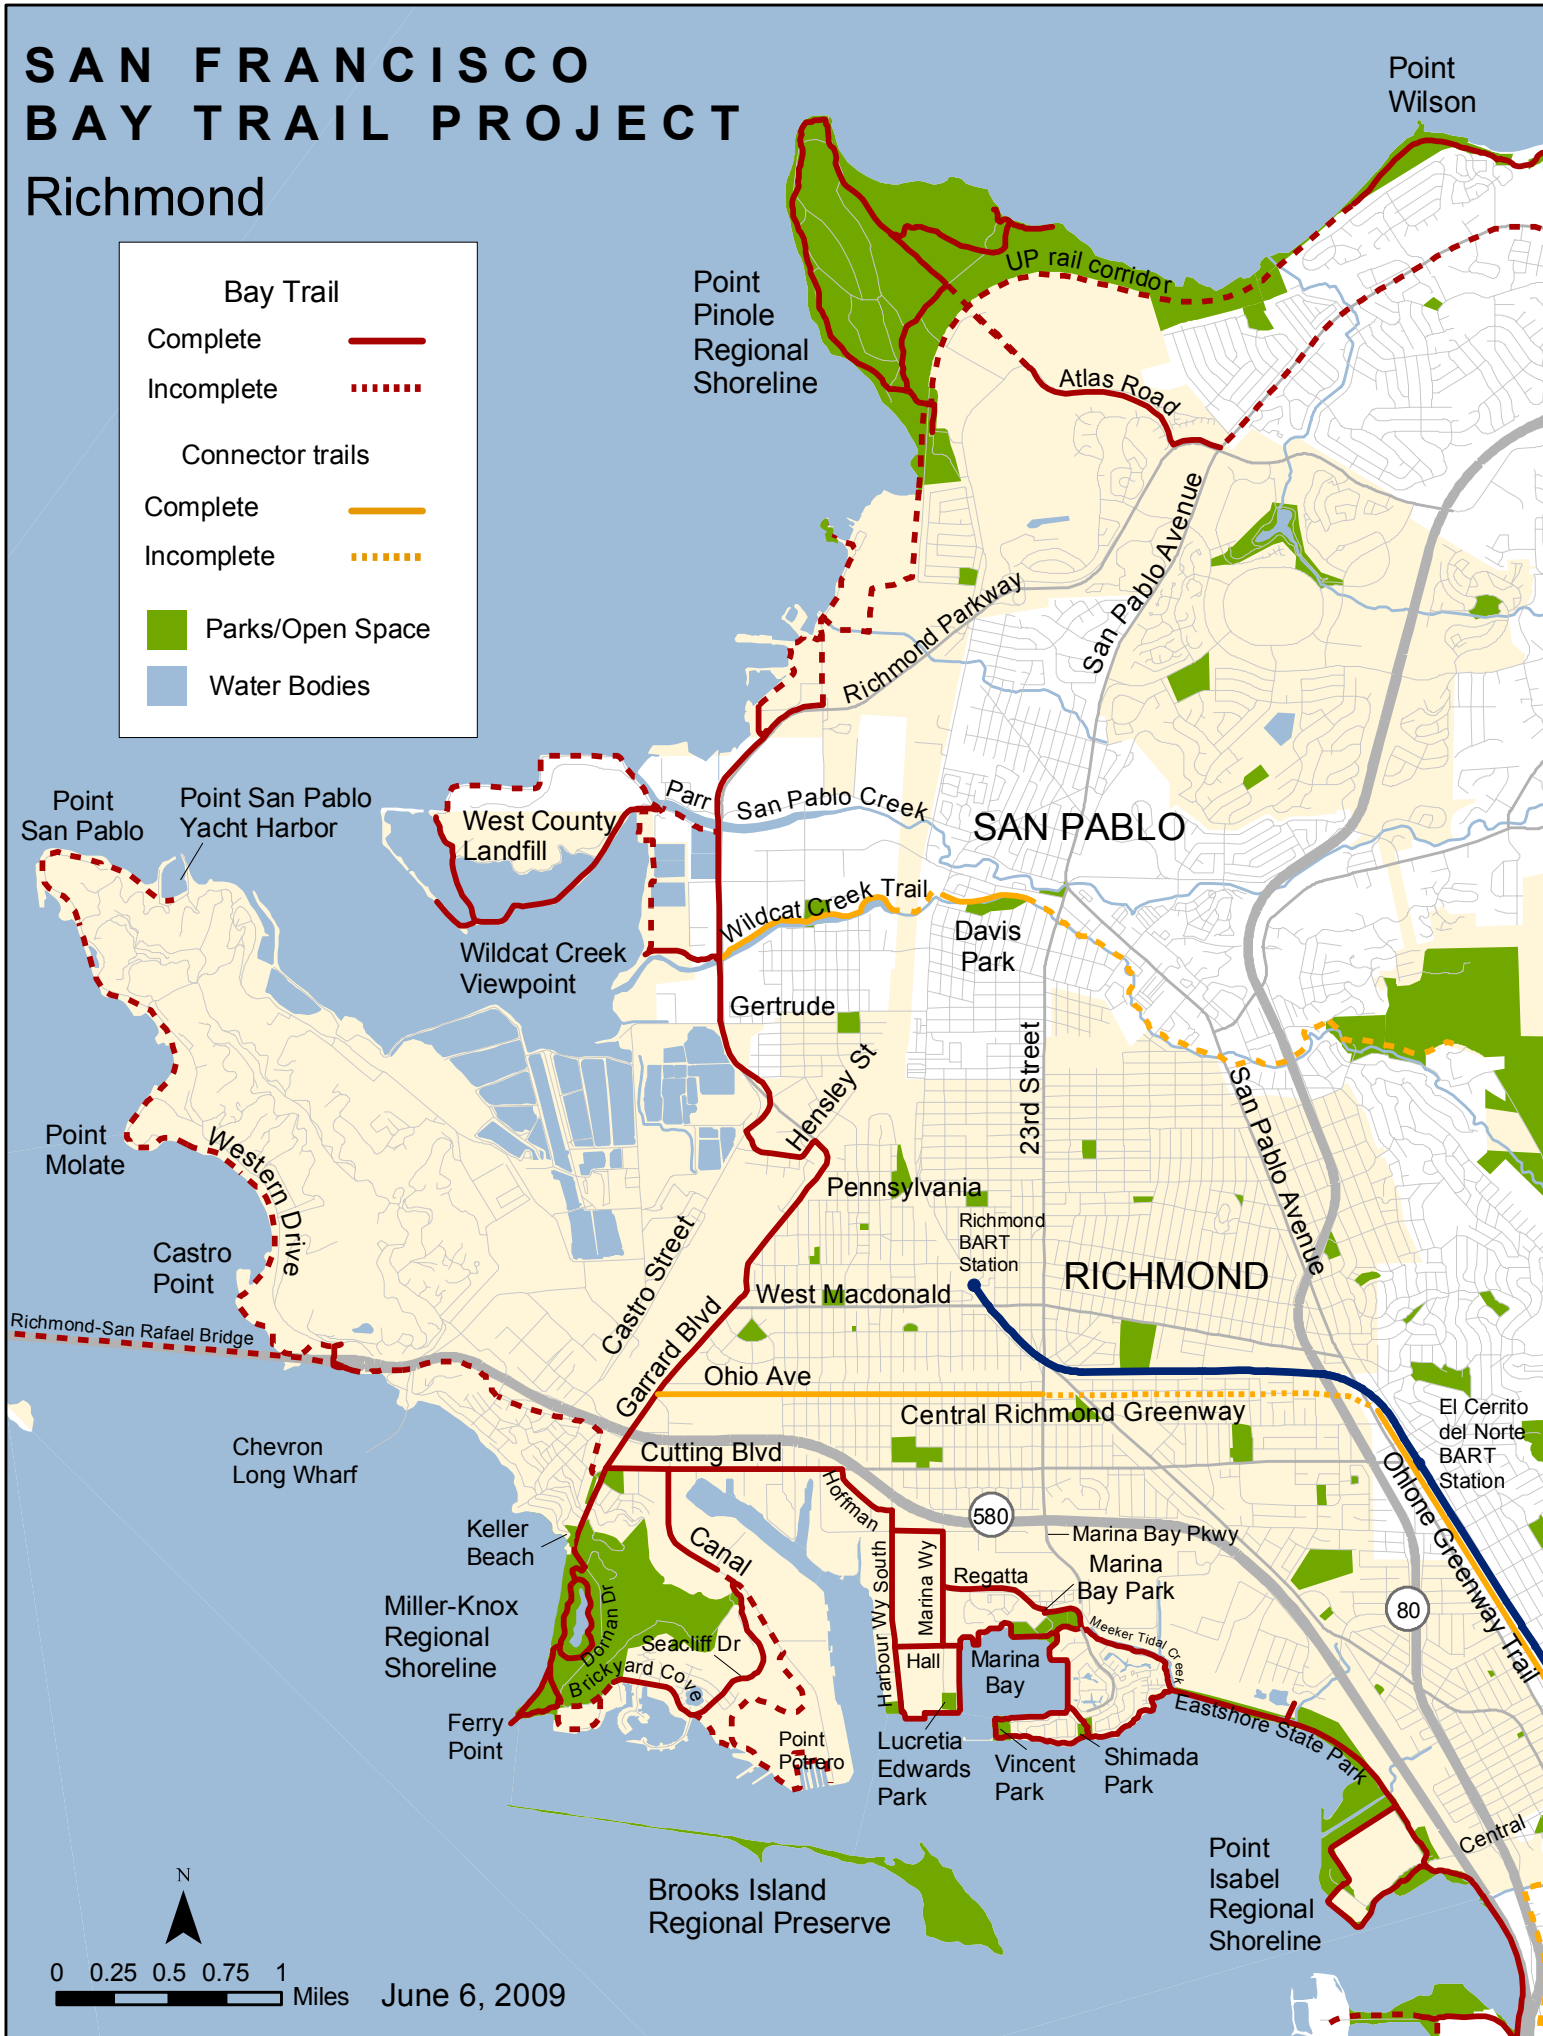 SAN FRANCISCO
BAY TRAIL PROJECT
Richmond
Bay Trail
Complete
Incomplete
Connector trails
Complete
Incomplete
Parks/Open Space
Water Bodies
Point
Wilson
Point
Pinole
Regional
Shoreline
UP rail corridor
Atlas Road
San Pablo Avenue
Richmond Parkway
Point
San Pablo
Point San Pablo
Yacht Harbor
West County
Landfill
Parr
San Pablo Creek
SAN PABLO
Wildcat Creek Trail
Davis
Park
Wildcat Creek
Viewpoint
Gertrude
Hensley St
23rd Street
San Pablo Avenue
Point
Molate
Western Drive
Pennsylvania
Richmond
BART
Station
RICHMOND
Castro
Point
Castro Street
West Macdonald
Garrard Blvd
Richmond-San Rafael Bridge
Ohio Ave
Central Richmond Greenway
El Cerrito
del Norte
BART
Station
Ohlone Greenway Trail
Chevron
Long Wharf
Cutting Blvd
Hoffman
580
Marina Bay Pkwy
Keller
Beach
Canal
Harbour Wy South
Marina Wy
Regatta
Marina
Bay Park
80
Miller-Knox
Regional
Shoreline
Dornan Dr
Seacliff Dr
Brickyard Cove
Hall
Marina
Bay
Meeker Tidal Creek
Eastshore State Park
Ferry
Point
Point
Potrero
Lucretia
Edwards
Park
Vincent
Park
Shimada
Park
Central
Point
Isabel
Regional
Shoreline
Brooks Island
Regional Preserve
N
0 0.25 0.5 0.75 1
Miles
June 6, 2009